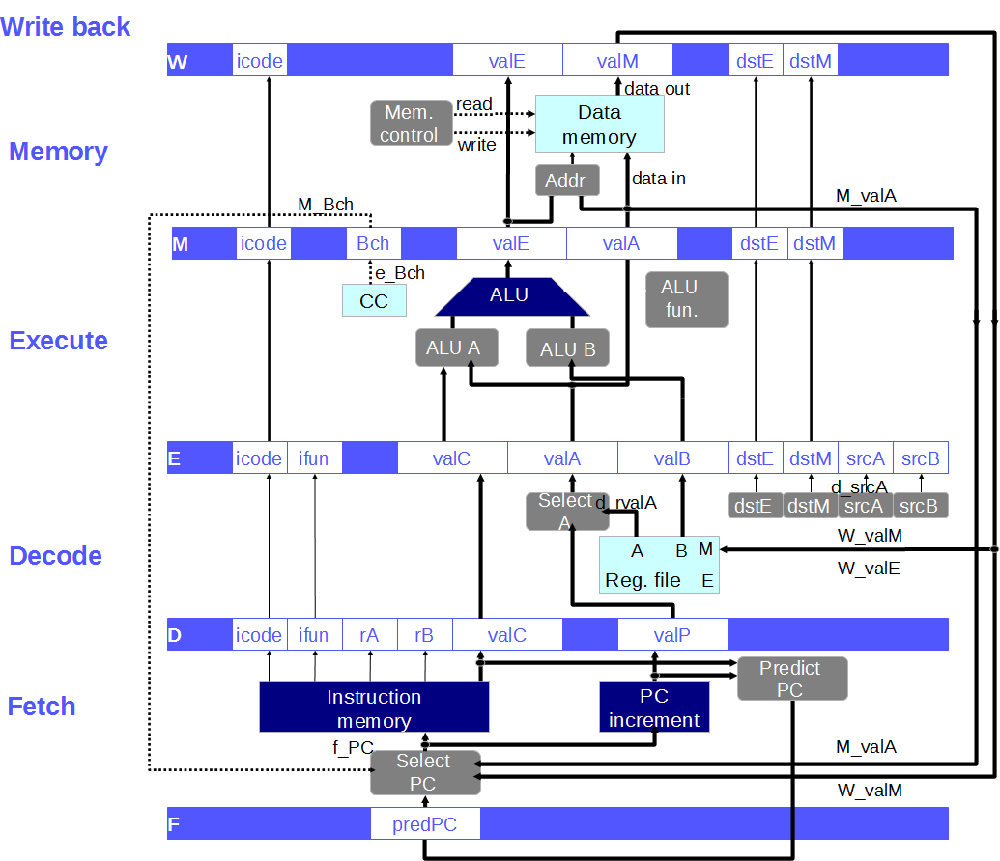 Write back
W icode valE valM dstE dstM
data out
read
Mem.
control
write
Data
memory
Memory
Addr
data in
M_valA
M_Bch
M icode Bch valE valA dstE dstM
e_Bch
CC
ALU
ALU
fun.
Execute
ALU A
ALU B
E icode ifun valC valA valB dstE dstM srcA srcB
d_srcA
Select
A
d_rvalA
dstE dstM srcA srcB
W_valM
A B M
Decode
W_valE
Reg. file E
D icode ifun rA rB valC valP
Predict
PC
Fetch
Instruction
memory
PC
increment
f_PC
M_valA
Select
PC
W_valM
F predPC